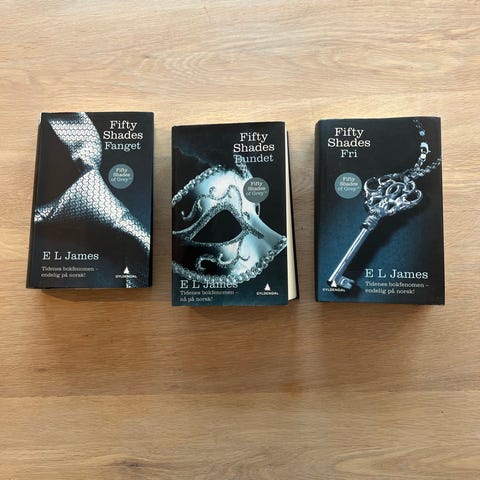 Fifty
Shades
Fanget
Fifty
Shades
of Grey
E L James
Tidenes bokfenomen –
endelig på norsk!
GYLDENDAL
Fifty
Shades
Bundet
Fifty
Shades
of Grey
E L James
Tidenes bokfenomen –
nå på norsk!
GYLDENDAL
Fifty
Shades
Fri
Fifty
Shades
of Grey
E L James
Tidenes bokfenomen –
endelig på norsk!
GYLDENDAL